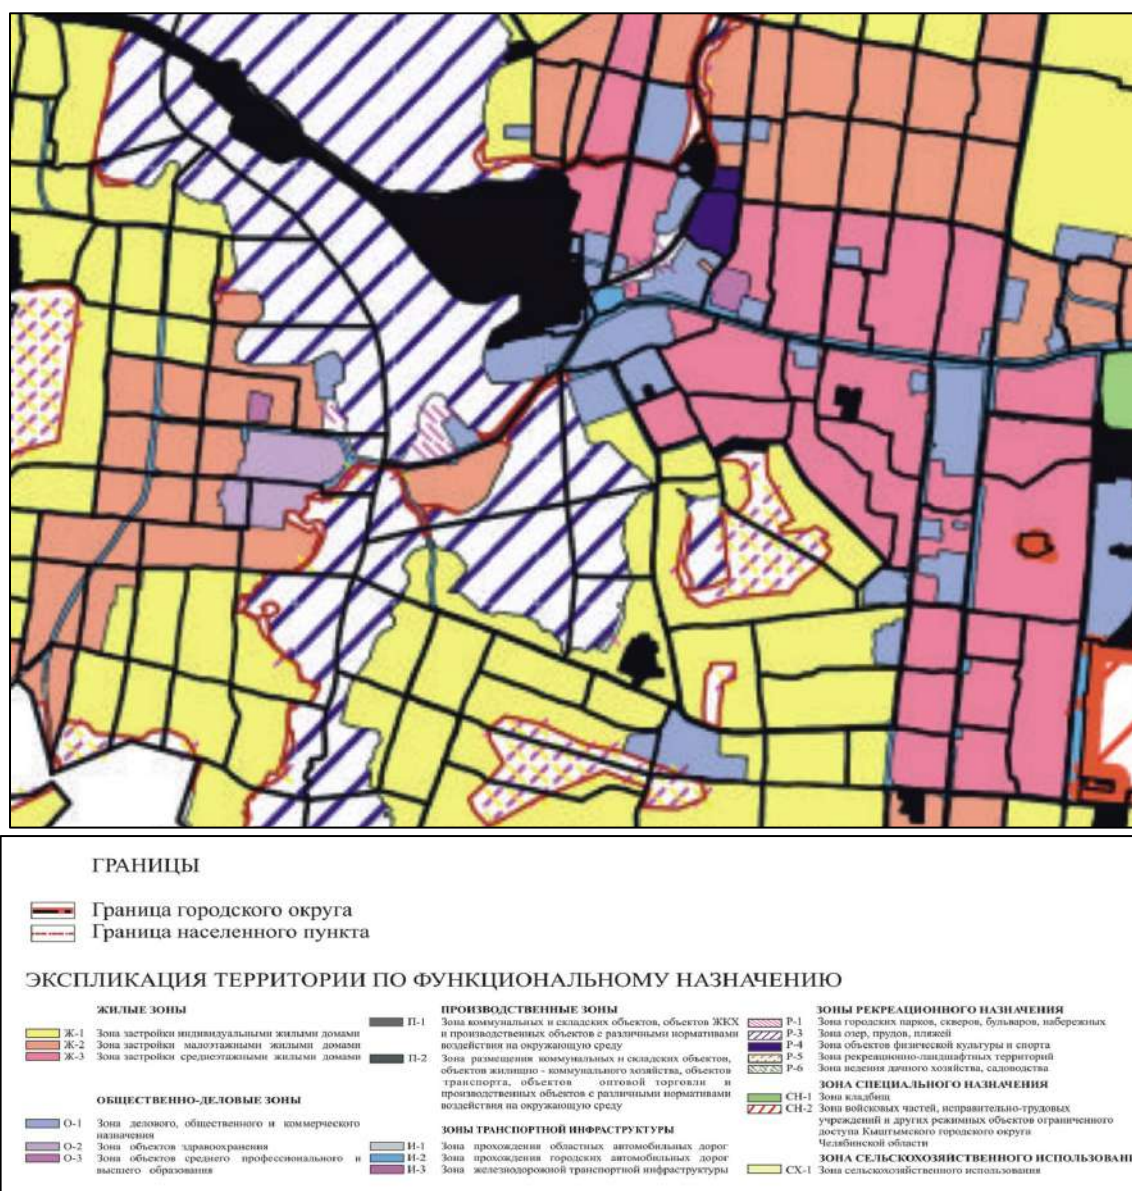 ГРАНИЦЫ
Граница городского округа
Граница населенного пункта
ЭКСПЛИКАЦИЯ ТЕРРИТОРИИ ПО ФУНКЦИОНАЛЬНОМУ НАЗНАЧЕНИЮ
ЖИЛЫЕ ЗОНЫ
Ж-1 Зона застройки индивидуальными жилыми домами
Ж-2 Зона застройки малоэтажными жилыми домами
Ж-3 Зона застройки среднеэтажными жилыми домами
ОБЩЕСТВЕННО-ДЕЛОВЫЕ ЗОНЫ
О-1 Зона делового, общественного и коммерческого
назначения
О-2 Зона объектов здравоохранения
О-3 Зона объектов среднего профессионального и
высшего образования
ПРОИЗВОДСТВЕННЫЕ ЗОНЫ
П-1 Зона коммунальных и складских объектов, объектов ЖКХ
и производственных объектов с различными нормативами
воздействия на окружающую среду
П-2 Зона размещения коммунальных и складских объектов,
объектов жилищно - коммунального хозяйства, объектов
транспорта, объектов оптовой торговли и
производственных объектов с различными нормативами
воздействия на окружающую среду
ЗОНЫ ТРАНСПОРТНОЙ ИНФРАСТРУКТУРЫ
И-1 Зона прохождения областных автомобильных дорог
И-2 Зона прохождения городских автомобильных дорог
И-3 Зона железнодорожной транспортной инфраструктуры
ЗОНЫ РЕКРЕАЦИОННОГО НАЗНАЧЕНИЯ
Р-1 Зона городских парков, скверов, бульваров, набережных
Р-3 Зона озер, прудов, пляжей
Р-4 Зона объектов физической культуры и спорта
Р-5 Зона рекреационно-ландшафтных территорий
Р-6 Зона ведения дачного хозяйства, садоводства
ЗОНА СПЕЦИАЛЬНОГО НАЗНАЧЕНИЯ
СН-1 Зона кладбищ
СН-2 Зона войсковых частей, исправительно-трудовых
учреждений и других режимных объектов ограниченного
доступа Кыштымского городского округа
Челябинской области
ЗОНА СЕЛЬСКОХОЗЯЙСТВЕННОГО ИСПОЛЬЗОВАНИ
СХ-1 Зона сельскохозяйственного использования